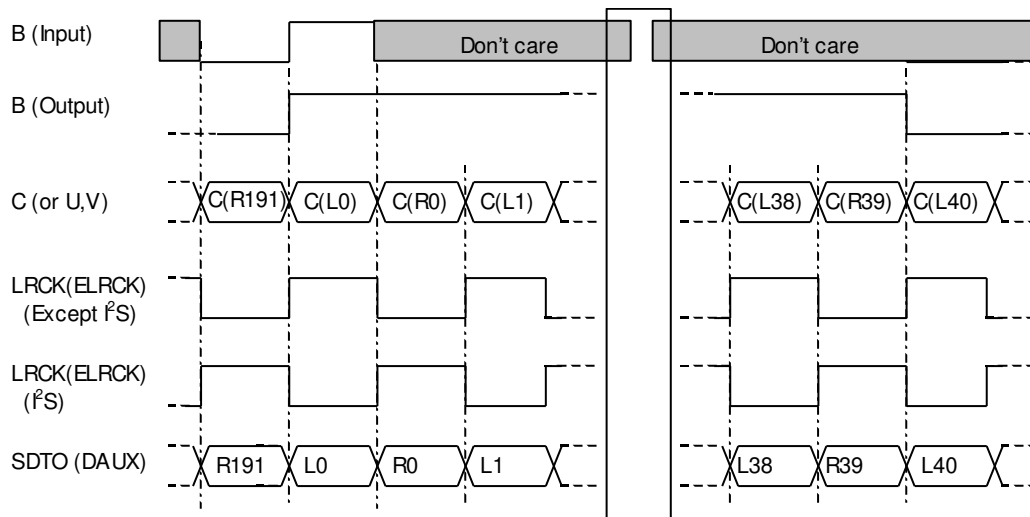 B (Input)
Don't care
Don't care
B (Output)
C (or U,V)
C(R191)
C(L0)
C(R0)
C(L1)
C(L38)
C(R39)
C(L40)
LRCK(ELRCK)
(Except I²S)
LRCK(ELRCK)
(I²S)
SDTO (DAUX)
R191
L0
R0
L1
L38
R39
L40